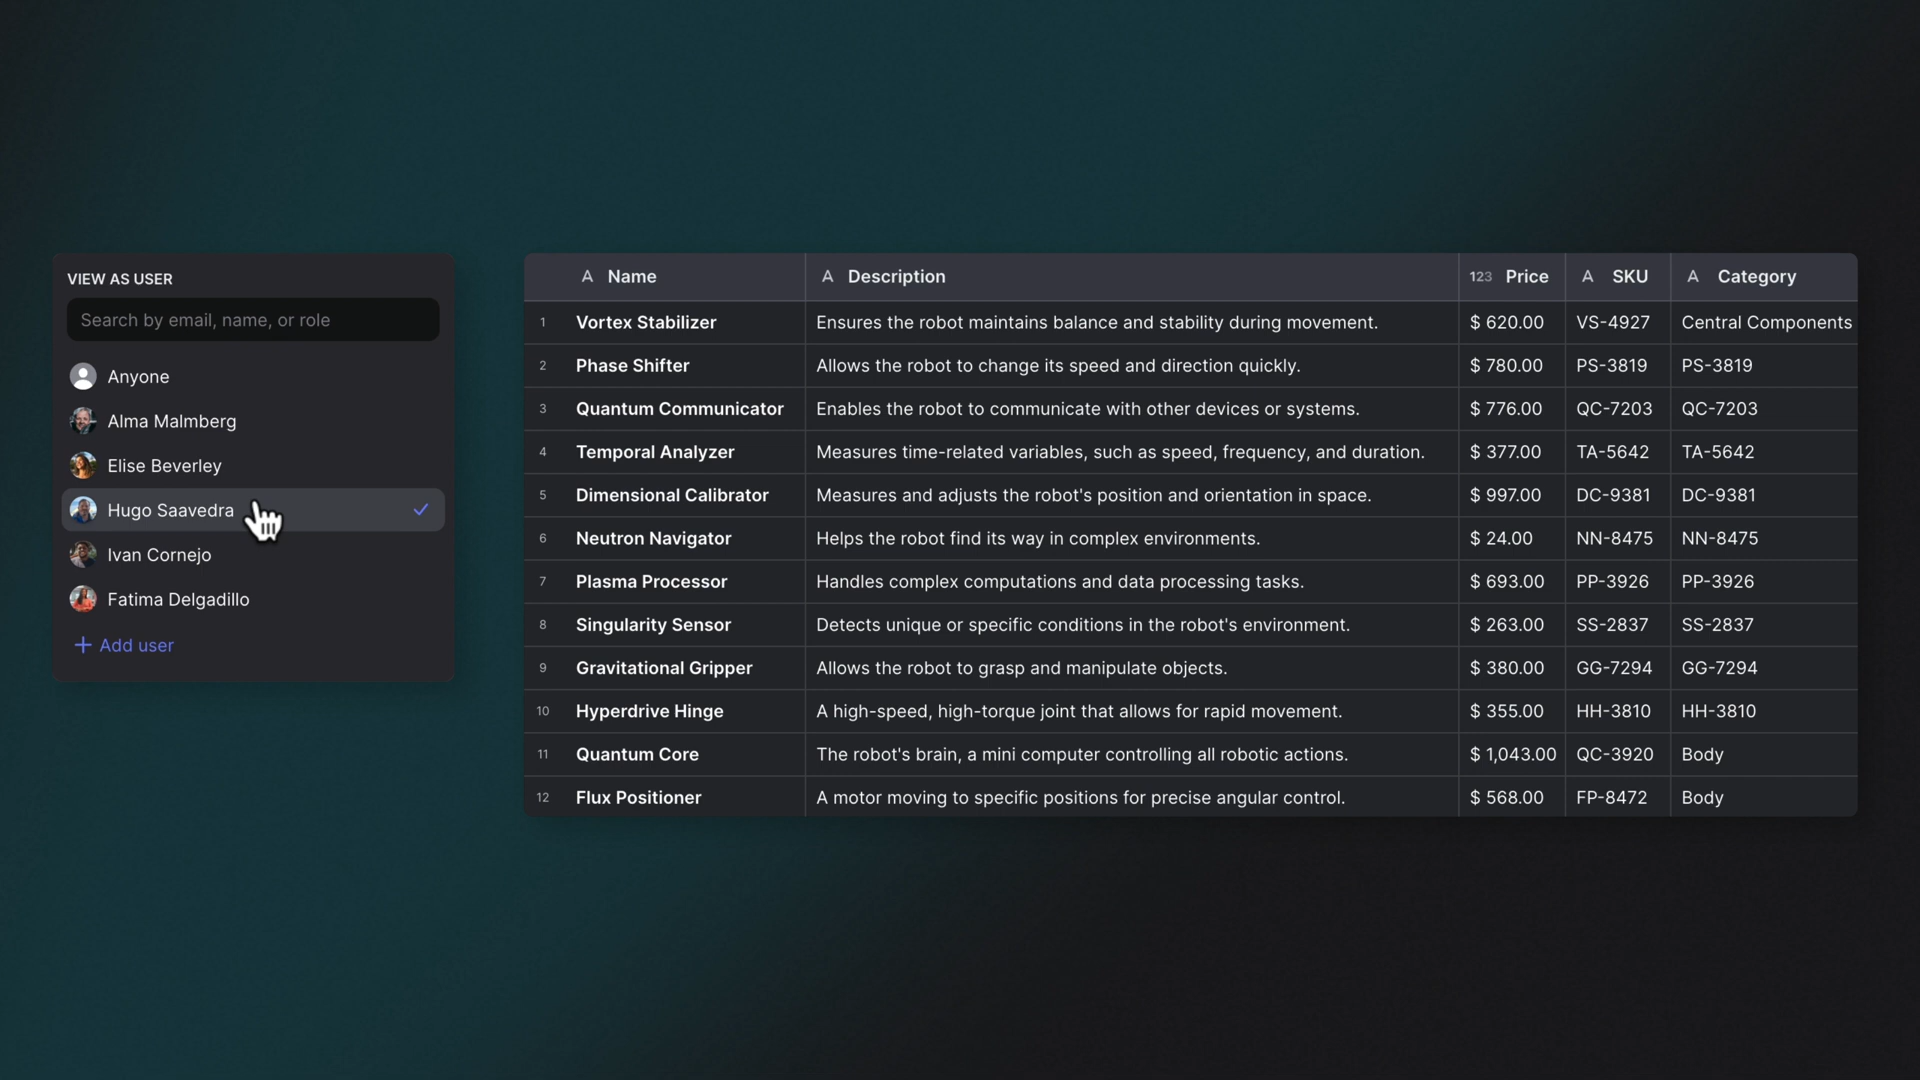 VIEW AS USER
Search by email, name, or role
Anyone
Alma Malmberg
Elise Beverley
Hugo Saavedra
Ivan Cornejo
Fatima Delgadillo
+ Add user
A Name A Description 123 Price A SKU A Category
1 Vortex Stabilizer Ensures the robot maintains balance and stability during movement. $ 620.00 VS-4927 Central Components
2 Phase Shifter Allows the robot to change its speed and direction quickly. $ 780.00 PS-3819 PS-3819
3 Quantum Communicator Enables the robot to communicate with other devices or systems. $ 776.00 QC-7203 QC-7203
4 Temporal Analyzer Measures time-related variables, such as speed, frequency, and duration. $ 377.00 TA-5642 TA-5642
5 Dimensional Calibrator Measures and adjusts the robot's position and orientation in space. $ 997.00 DC-9381 DC-9381
6 Neutron Navigator Helps the robot find its way in complex environments. $ 24.00 NN-8475 NN-8475
7 Plasma Processor Handles complex computations and data processing tasks. $ 693.00 PP-3926 PP-3926
8 Singularity Sensor Detects unique or specific conditions in the robot's environment. $ 263.00 SS-2837 SS-2837
9 Gravitational Gripper Allows the robot to grasp and manipulate objects. $ 380.00 GG-7294 GG-7294
10 Hyperdrive Hinge A high-speed, high-torque joint that allows for rapid movement. $ 355.00 HH-3810 HH-3810
11 Quantum Core The robot's brain, a mini computer controlling all robotic actions. $ 1,043.00 QC-3920 Body
12 Flux Positioner A motor moving to specific positions for precise angular control. $ 568.00 FP-8472 Body